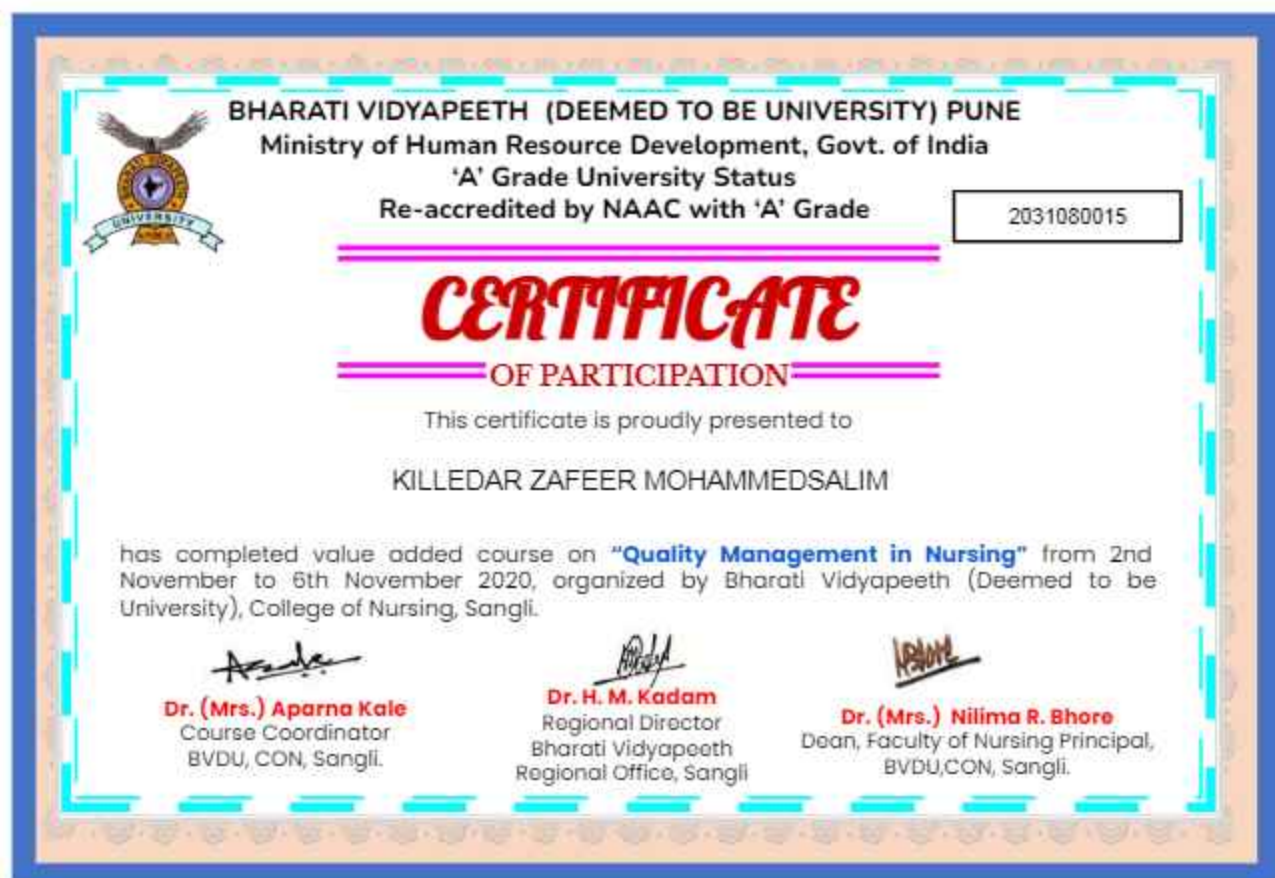 BHARATI VIDYAPEETH (DEEMED TO BE UNIVERSITY) PUNE
Ministry of Human Resource Development, Govt. of India
‘A’ Grade University Status
Re-accredited by NAAC with ‘A’ Grade
2031080015
BHARATI VIDYAPEETH
UNIVERSITY
CERTIFICATE
OF PARTICIPATION
This certificate is proudly presented to
KILLEDAR ZAFEER MOHAMMEDSALIM
has completed value added course on “Quality Management in Nursing” from 2nd
November to 6th November 2020, organized by Bharati Vidyapeeth (Deemed to be
University), College of Nursing, Sangli.
Dr. (Mrs.) Aparna Kale
Course Coordinator
BVDU, CON, Sangli.
Dr. H. M. Kadam
Regional Director
Bharati Vidyapeeth
Regional Office, Sangli
Dr. (Mrs.) Nilima R. Bhore
Dean, Faculty of Nursing Principal,
BVDU,CON, Sangli.